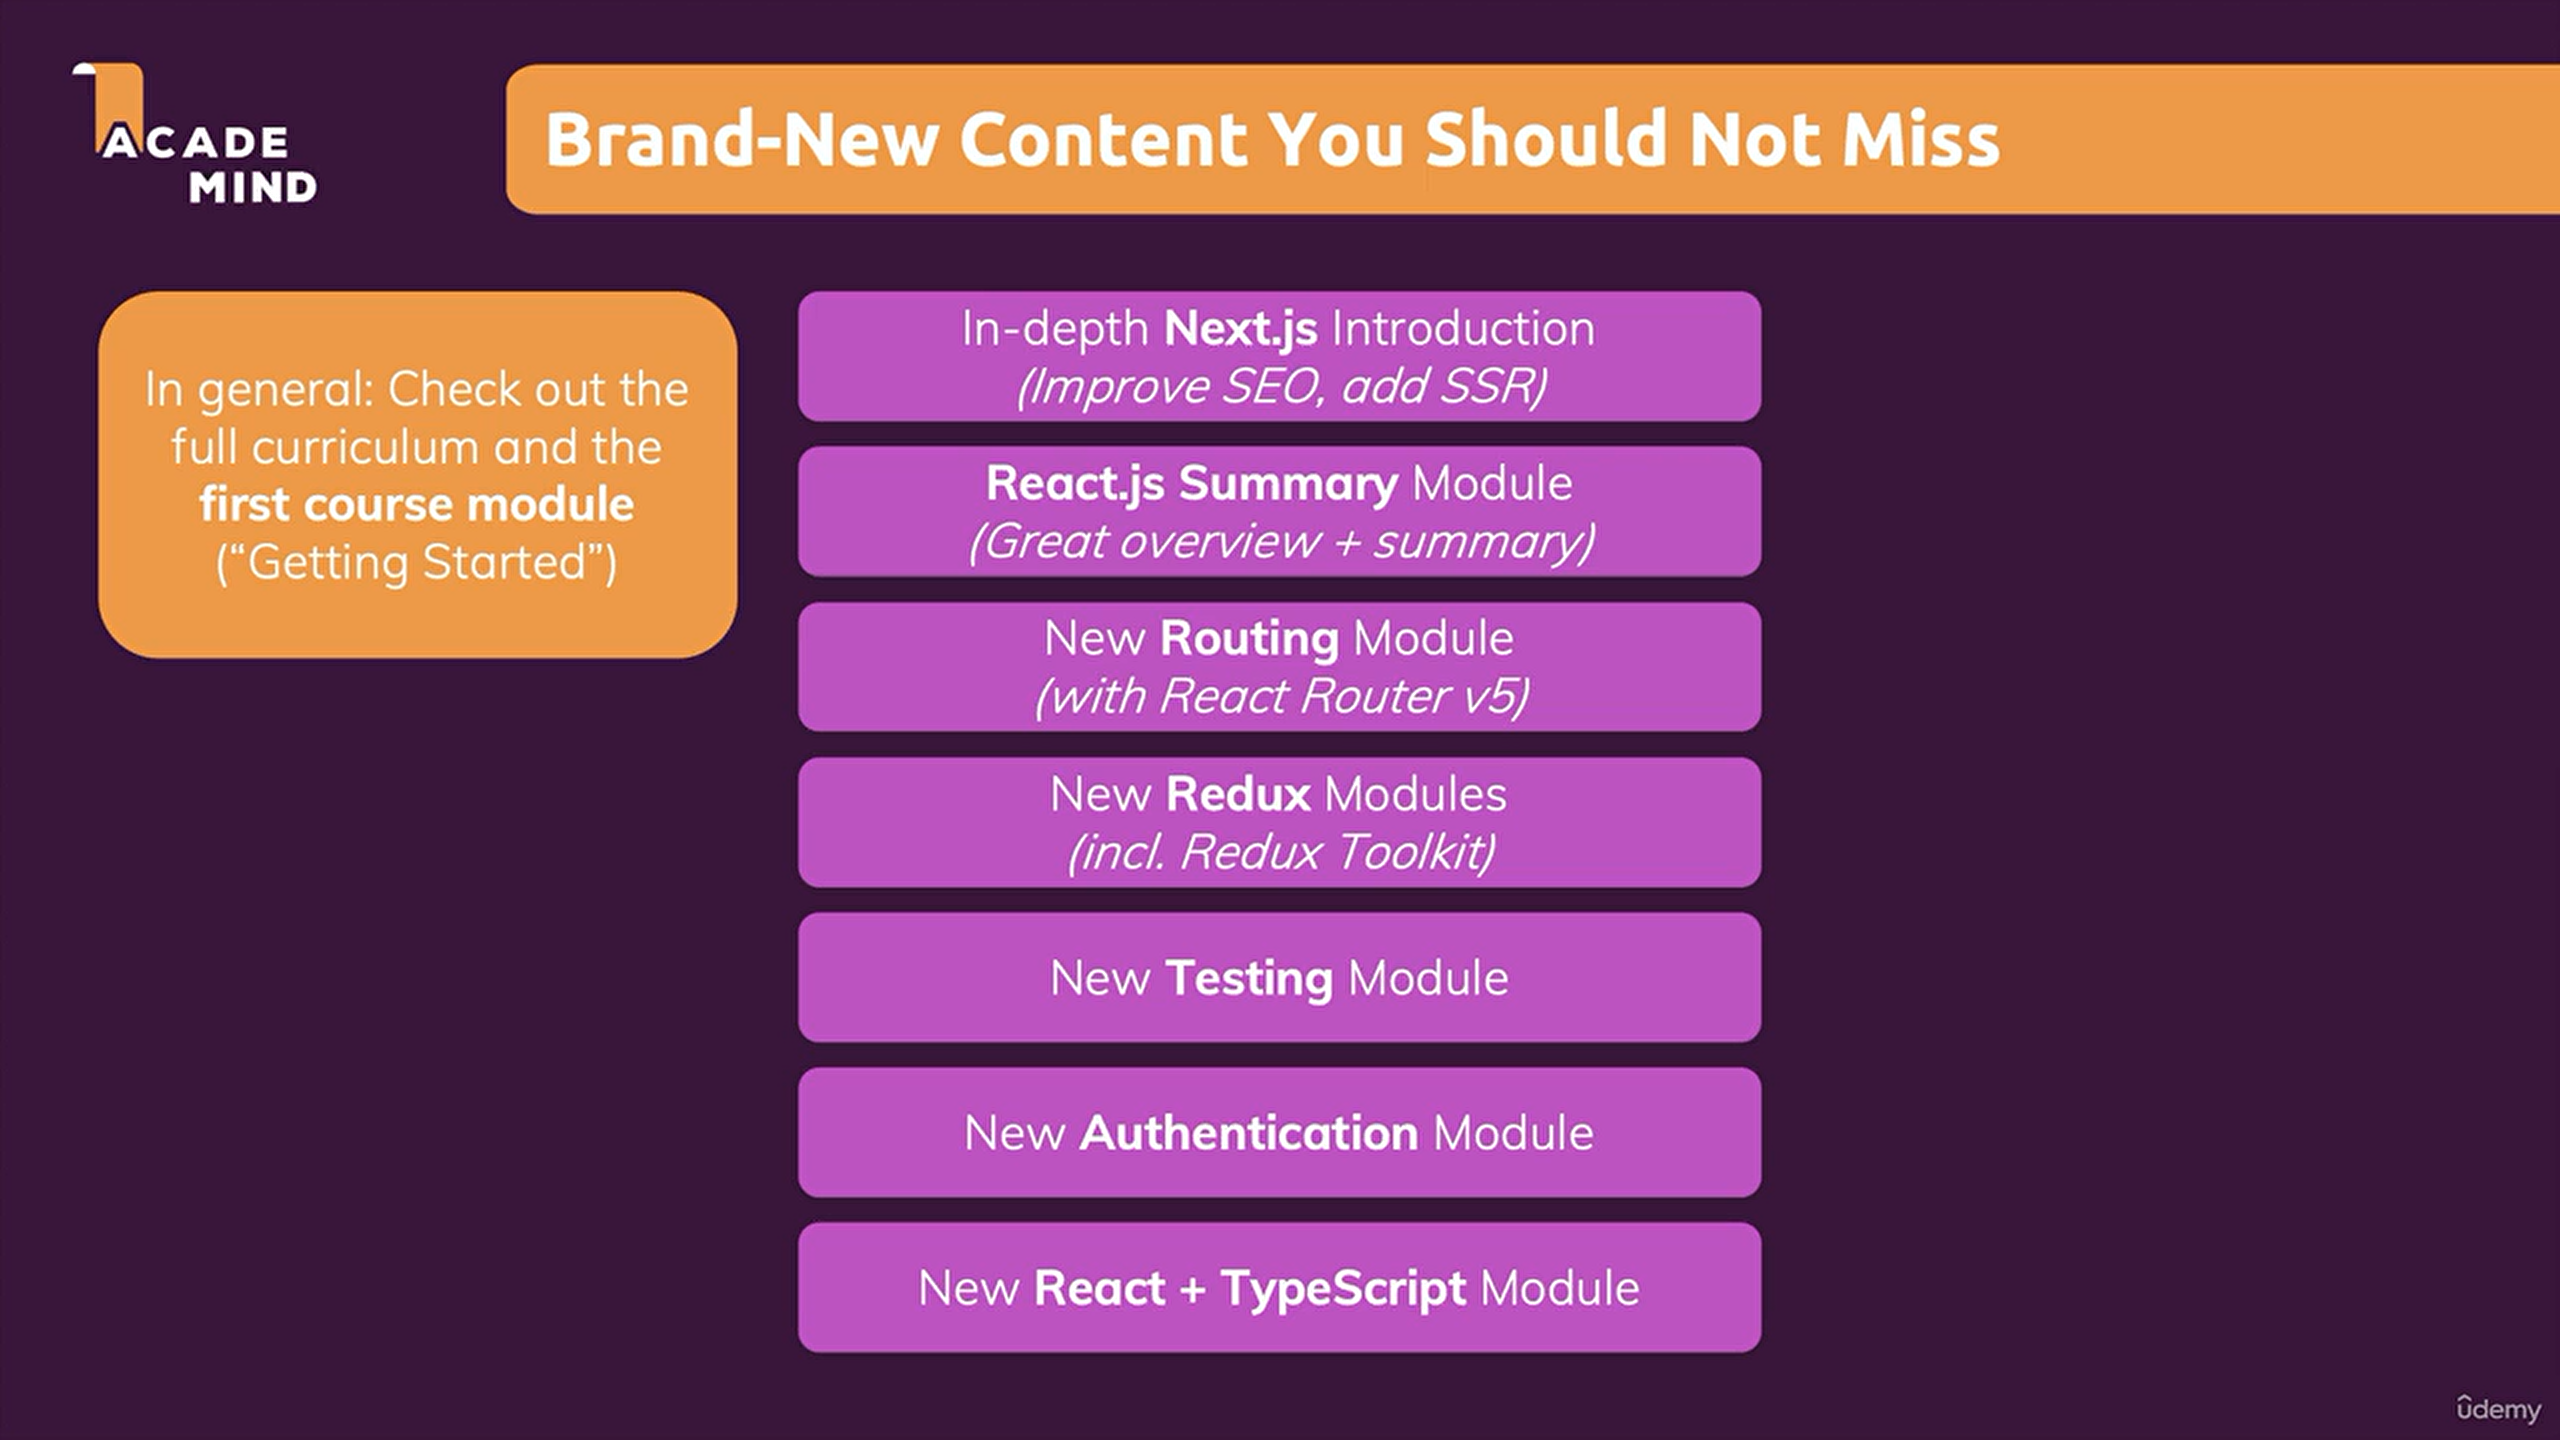 ACADE
MIND
Brand-New Content You Should Not Miss
In general: Check out the
full curriculum and the
first course module
(“Getting Started”)
In-depth Next.js Introduction
(Improve SEO, add SSR)
React.js Summary Module
(Great overview + summary)
New Routing Module
(with React Router v5)
New Redux Modules
(incl. Redux Toolkit)
New Testing Module
New Authentication Module
New React + TypeScript Module
ûdemy